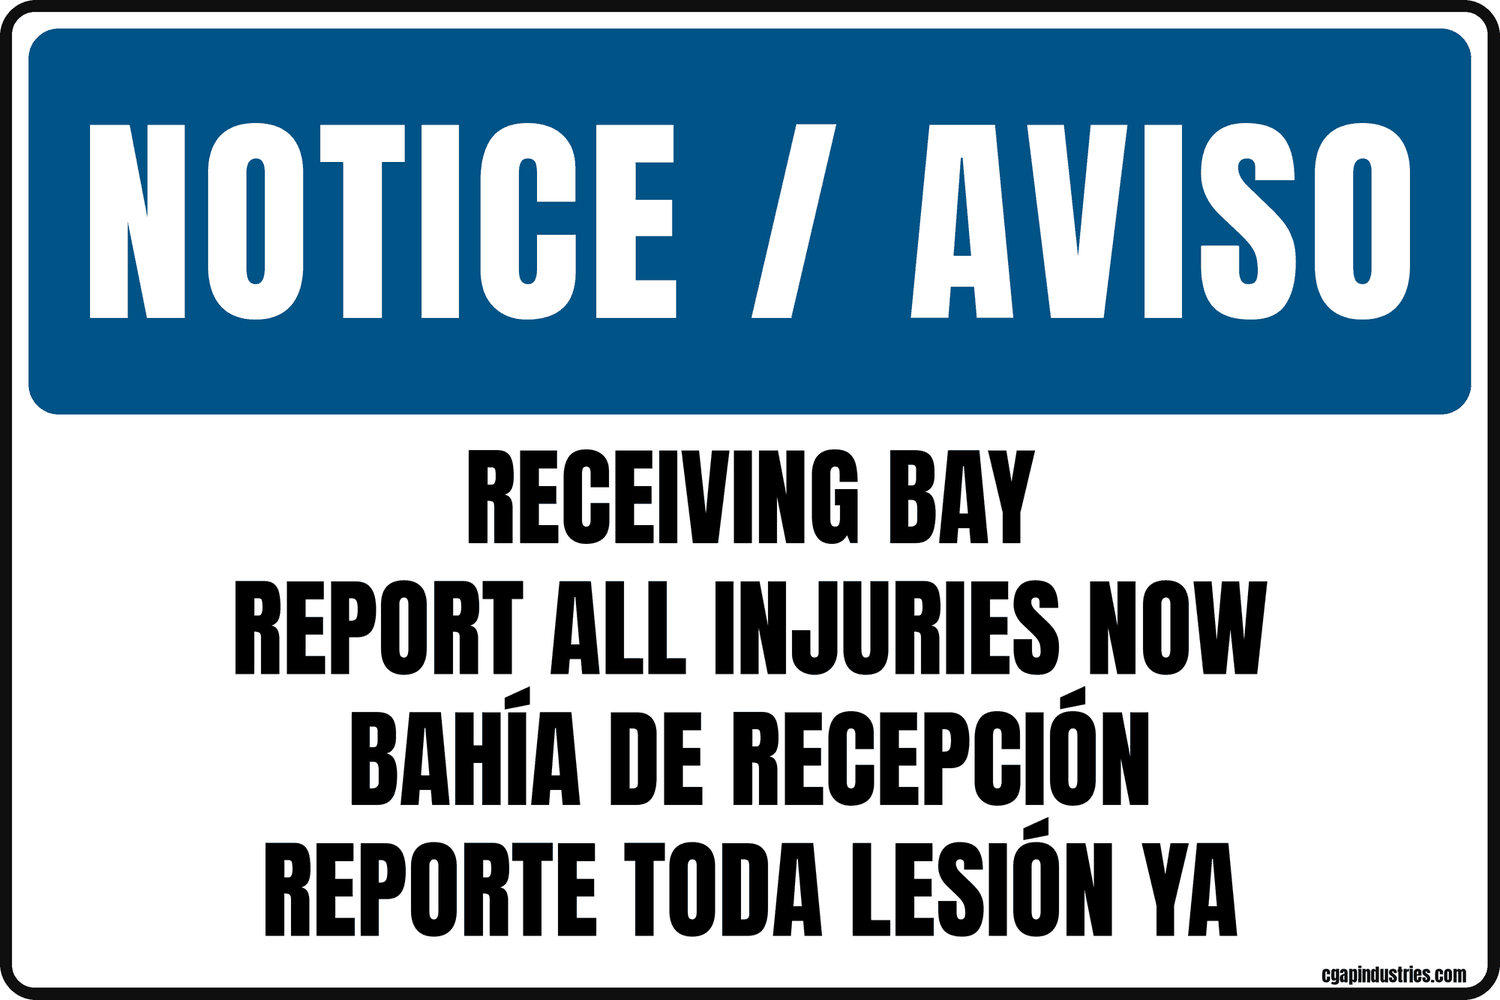 NOTICE / AVISO
RECEIVING BAY
REPORT ALL INJURIES NOW
BAHÍA DE RECEPCIÓN
REPORTE TODA LESIÓN YA
cgapindustries.com